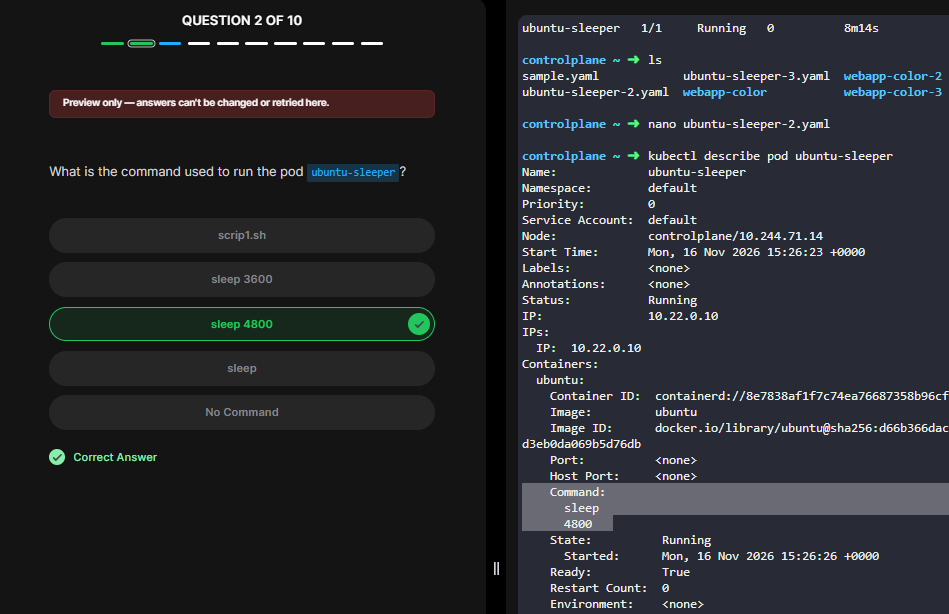 QUESTION 2 OF 10
Preview only — answers can't be changed or retried here.
What is the command used to run the pod ubuntu-sleeper?
scrip1.sh
sleep 3600
sleep 4800
sleep
No Command
Correct Answer
ubuntu-sleeper   1/1     Running   0          8m14s
controlplane ~ ➜ ls
sample.yaml            ubuntu-sleeper-3.yaml  webapp-color-2
ubuntu-sleeper-2.yaml  webapp-color           webapp-color-3
controlplane ~ ➜ nano ubuntu-sleeper-2.yaml
controlplane ~ ➜ kubectl describe pod ubuntu-sleeper
Name:             ubuntu-sleeper
Namespace:        default
Priority:         0
Service Account:  default
Node:             controlplane/10.244.71.14
Start Time:       Mon, 16 Nov 2026 15:26:23 +0000
Labels:           <none>
Annotations:      <none>
Status:           Running
IP:               10.22.0.10
IPs:
  IP:  10.22.0.10
Containers:
  ubuntu:
    Container ID:  containerd://8e7838af1f7c74ea76687358b96cf
    Image:         ubuntu
    Image ID:      docker.io/library/ubuntu@sha256:d66b366dac
d3eb0da069b5d76db
    Port:          <none>
    Host Port:     <none>
    Command:
      sleep
      4800
    State:          Running
      Started:      Mon, 16 Nov 2026 15:26:26 +0000
    Ready:          True
    Restart Count:  0
    Environment:    <none>